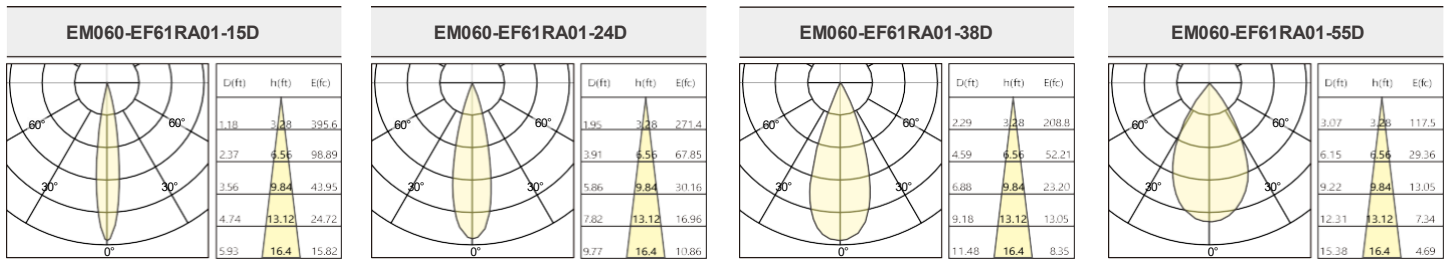 EM060-EF61RA01-15D
60° 60°
30° 30°
0°
D(ft) h(ft) E(fc)
1.18 3.28 395.6
2.37 6.56 98.89
3.56 9.84 43.95
4.74 13.12 24.72
5.93 16.4 15.82
EM060-EF61RA01-24D
60° 60°
30° 30°
0°
D(ft) h(ft) E(fc)
1.95 3.28 271.4
3.91 6.56 67.85
5.86 9.84 30.16
7.82 13.12 16.96
9.77 16.4 10.86
EM060-EF61RA01-38D
60° 60°
30° 30°
0°
D(ft) h(ft) E(fc)
2.29 3.28 208.8
4.59 6.56 52.21
6.88 9.84 23.20
9.18 13.12 13.05
11.48 16.4 8.35
EM060-EF61RA01-55D
60° 60°
30° 30°
0°
D(ft) h(ft) E(fc)
3.07 3.28 117.5
6.15 6.56 29.36
9.22 9.84 13.05
12.31 13.12 7.34
15.38 16.4 4.69